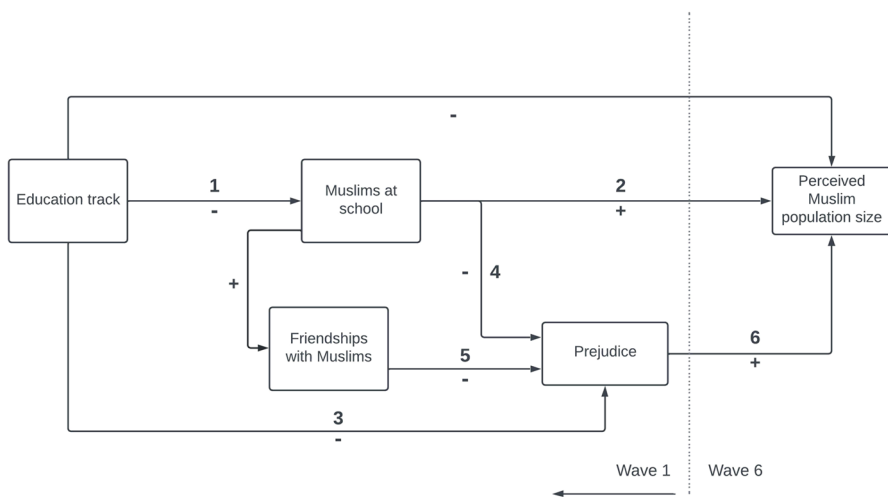 -
1
-
2
+
Education track
Muslims at
school
Perceived
Muslim
population size
+
- 4
Friendships
with Muslims
5
-
Prejudice
6
+
3
-
Wave 1
Wave 6